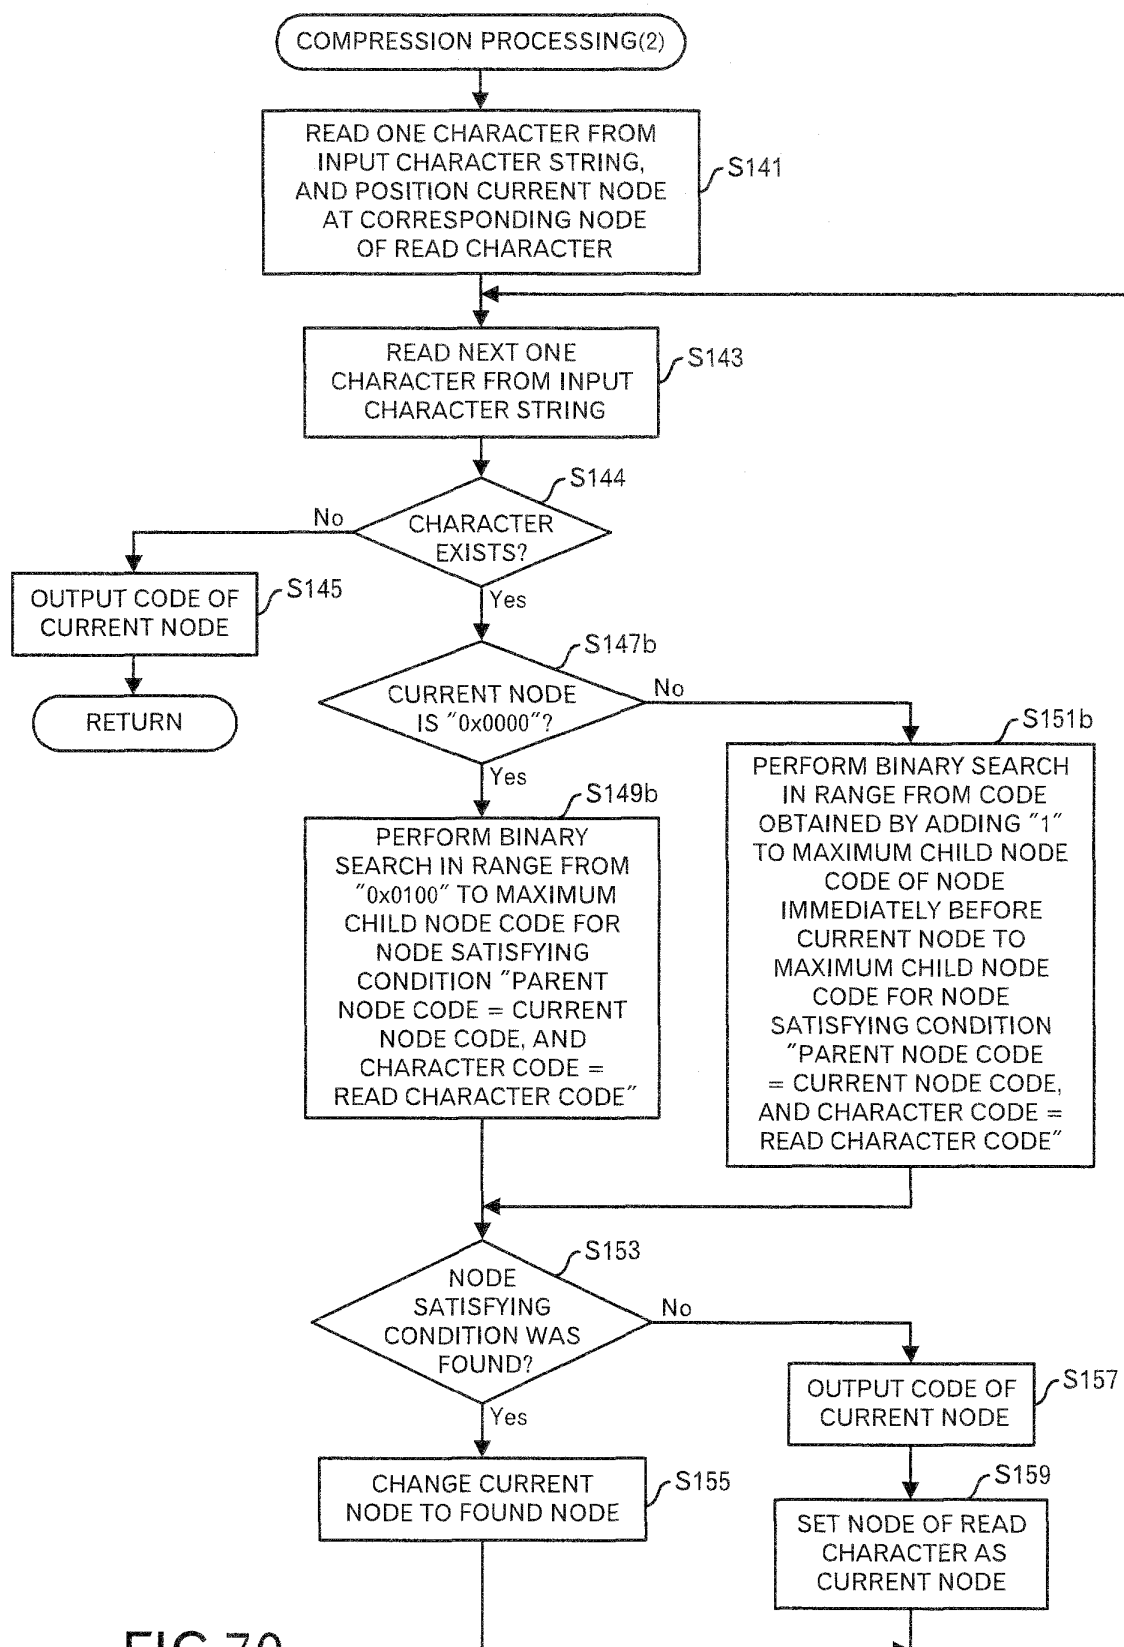 COMPRESSION PROCESSING(2)
READ ONE CHARACTER FROM
INPUT CHARACTER STRING,
AND POSITION CURRENT NODE
AT CORRESPONDING NODE
OF READ CHARACTER
S141
READ NEXT ONE
CHARACTER FROM INPUT
CHARACTER STRING
S143
S144
CHARACTER
EXISTS?
No
Yes
OUTPUT CODE OF
CURRENT NODE
S145
RETURN
S147b
CURRENT NODE
IS "0x0000"?
No
Yes
S149b
PERFORM BINARY
SEARCH IN RANGE FROM
"0x0100" TO MAXIMUM
CHILD NODE CODE FOR
NODE SATISFYING
CONDITION "PARENT
NODE CODE = CURRENT
NODE CODE, AND
CHARACTER CODE =
READ CHARACTER CODE"
S151b
PERFORM BINARY SEARCH
IN RANGE FROM CODE
OBTAINED BY ADDING "1"
TO MAXIMUM CHILD NODE
CODE OF NODE
IMMEDIATELY BEFORE
CURRENT NODE TO
MAXIMUM CHILD NODE
CODE FOR NODE
SATISFYING CONDITION
"PARENT NODE CODE
= CURRENT NODE CODE,
AND CHARACTER CODE =
READ CHARACTER CODE"
S153
NODE
SATISFYING
CONDITION WAS
FOUND?
No
Yes
OUTPUT CODE OF
CURRENT NODE
S157
CHANGE CURRENT
NODE TO FOUND NODE
S155
S159
SET NODE OF READ
CHARACTER AS
CURRENT NODE